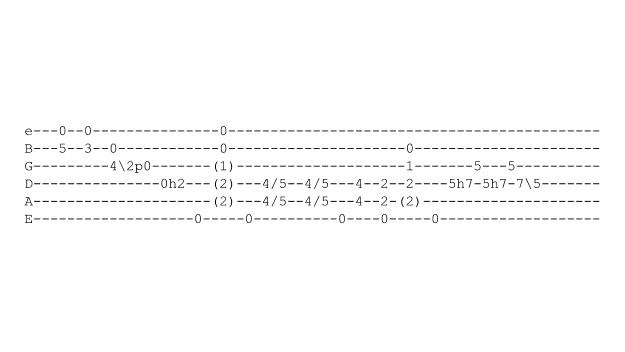 e---0--0---------------0--------------------------------------------
B---5--3--0------------0---------------------0----------------------
G---------4\2p0-------(1)--------------------1-------5---5----------
D---------------0h2---(2)---4/5--4/5---4--2--2----5h7-5h7-7\5-------
A---------------------(2)---4/5--4/5---4--2-(2)---------------------
E-------------------0-----0----------0----0-----0-------------------